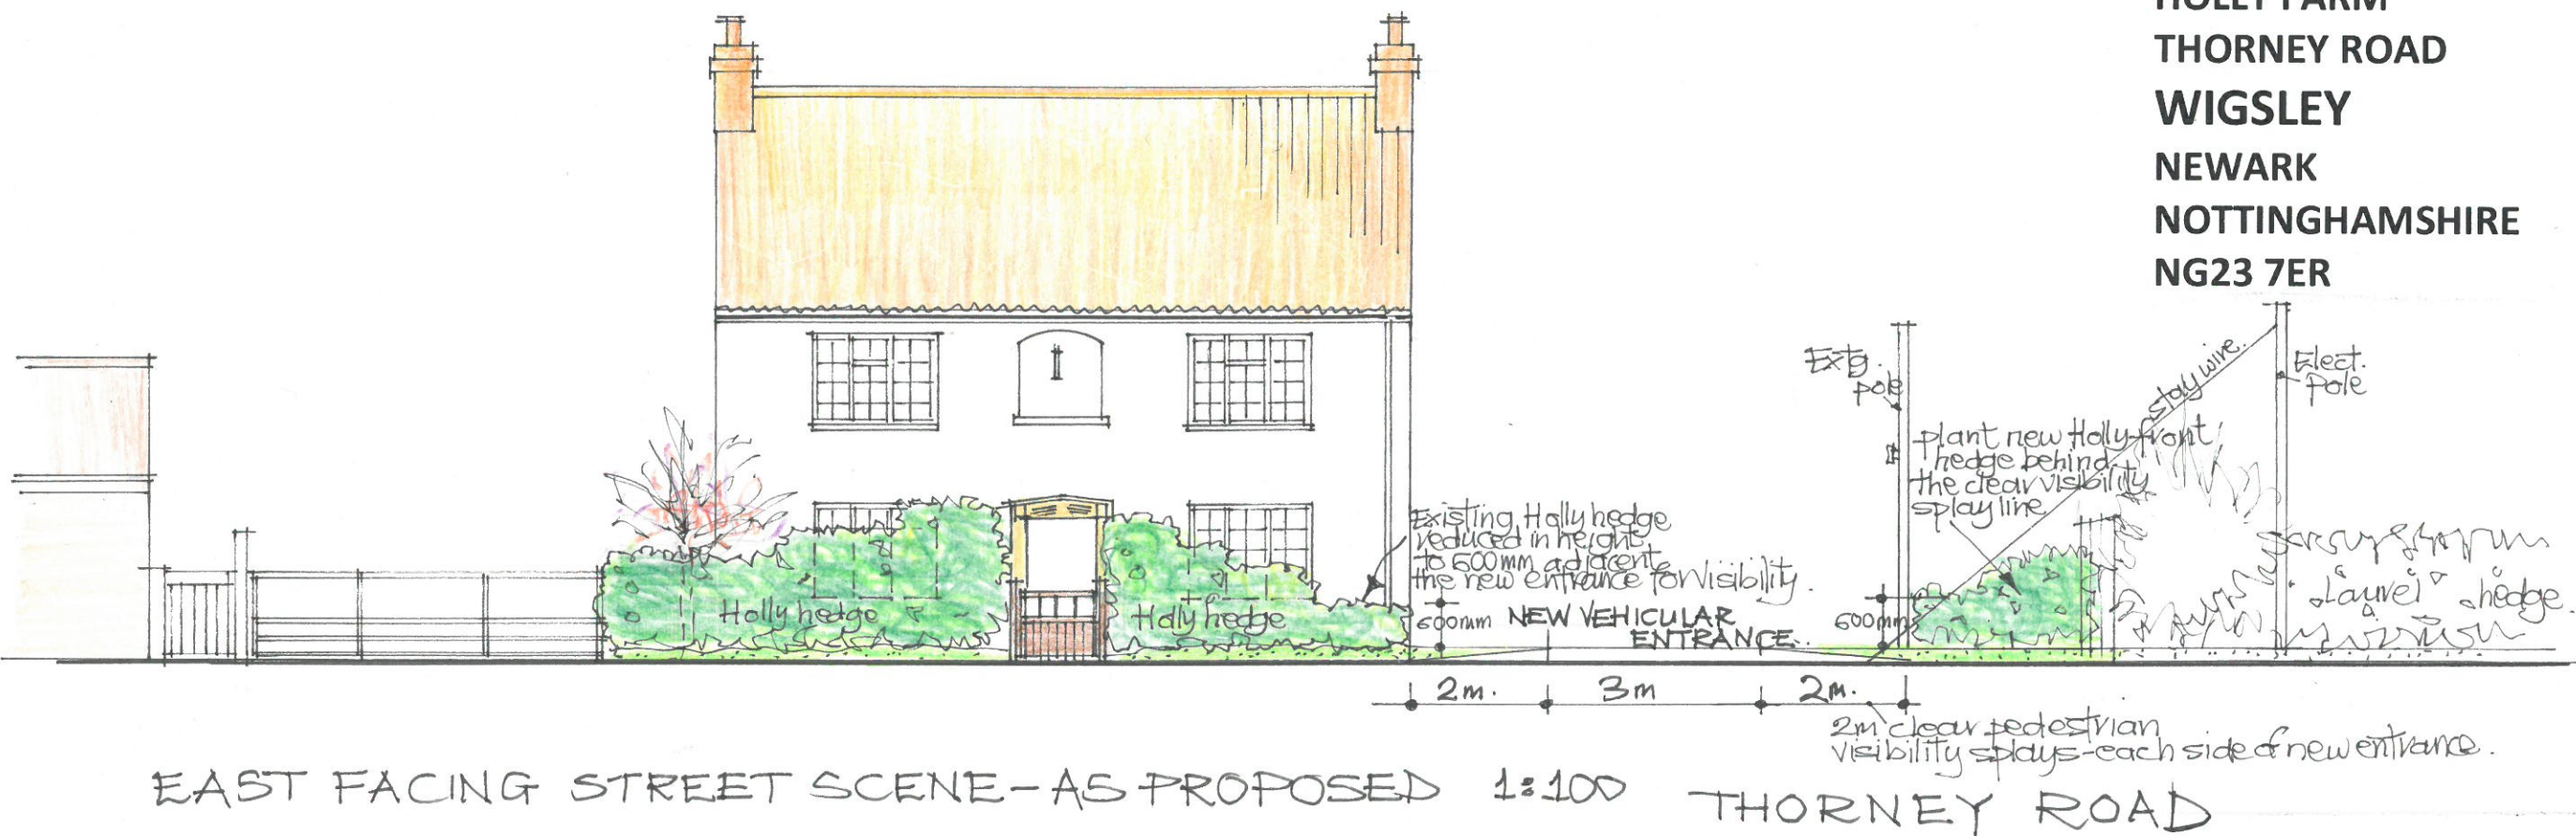 HOLLY FARM
THORNEY ROAD
WIGSLEY
NEWARK
NOTTINGHAMSHIRE
NG23 7ER
Extg.
pole
stay wire.
Elect.
pole
plant new Holly front
hedge behind
the clear visibility
splay line
Existing Holly hedge
reduced in height
to 600mm adjacent
the new entrance for visibility.
Holly hedge
Holly hedge
600mm
NEW VEHICULAR
ENTRANCE.
600mm
Laurel hedge.
2m.
3m
2m.
2m clear pedestrian
visibility splays-each side of new entrance.
EAST FACING STREET SCENE-AS PROPOSED 1:100
THORNEY ROAD